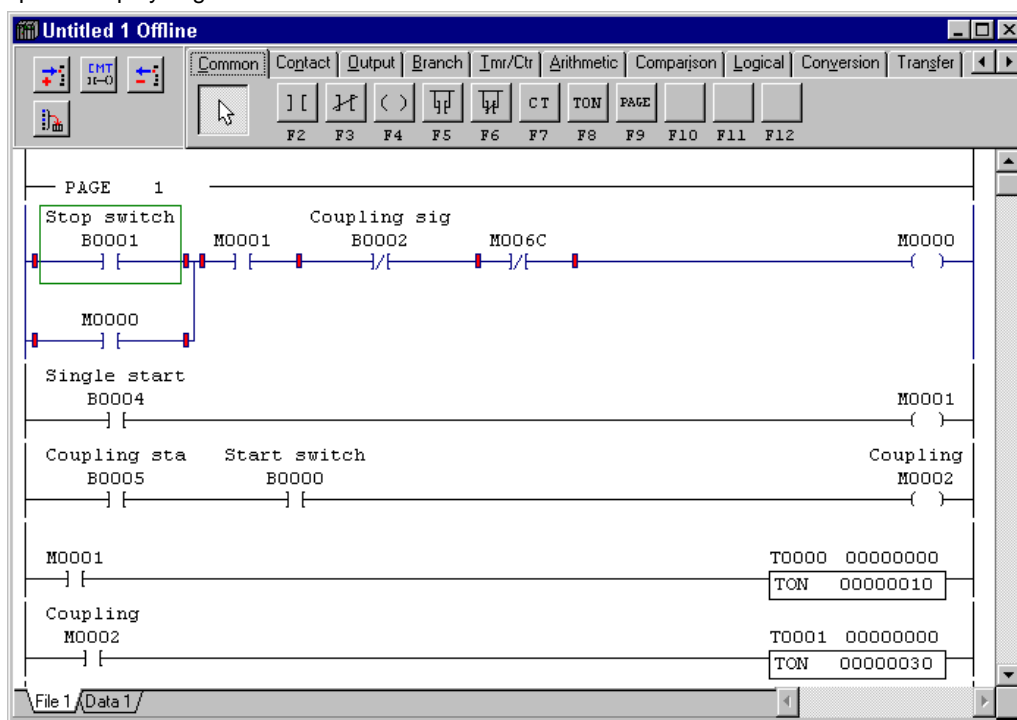 Untitled 1 Offline
Common Contact Output Branch Tmr/Ctr Arithmetic Comparison Logical Conversion Transfer
CMT
CT TON PAGE
F2 F3 F4 F5 F6 F7 F8 F9 F10 F11 F12
PAGE 1
Stop switch Coupling sig
B0001 M0001 B0002 M006C M0000
M0000
Single start
B0004 M0001
Coupling sta Start switch Coupling
B0005 B0000 M0002
M0001 T0000 00000000
TON 00000010
Coupling
M0002 T0001 00000000
TON 00000030
File 1 Data 1